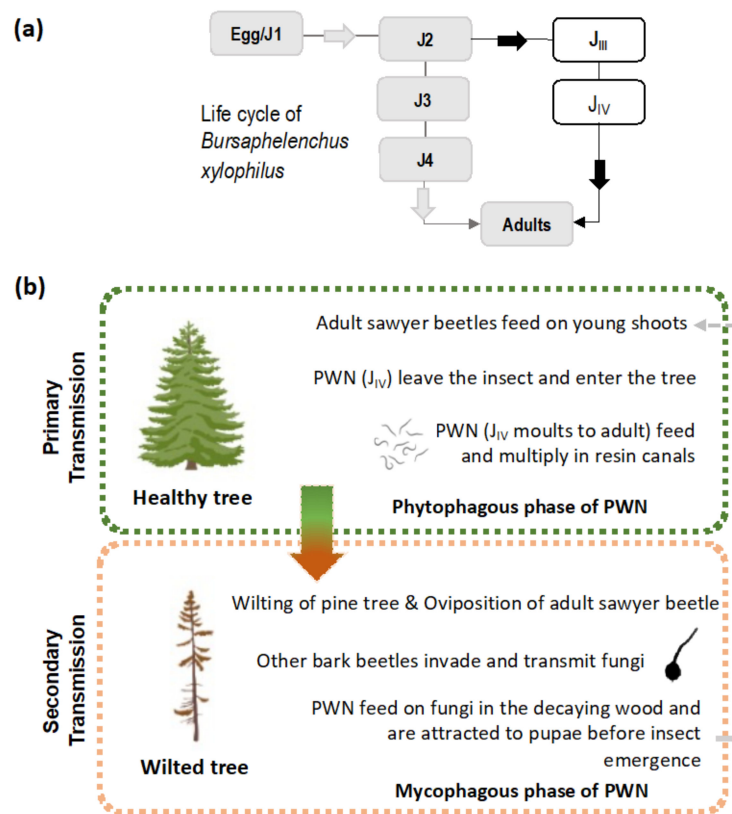 (a)
Egg/J1
J2
J3
J4
J_III
J_IV
Adults
Life cycle of
Bursaphelenchus
xylophilus
(b)
Primary
Transmission
Adult sawyer beetles feed on young shoots
PWN (J_IV) leave the insect and enter the tree
PWN (J_IV moults to adult) feed
and multiply in resin canals
Healthy tree
Phytophagous phase of PWN
Secondary
Transmission
Wilting of pine tree & Oviposition of adult sawyer beetle
Other bark beetles invade and transmit fungi
PWN feed on fungi in the decaying wood and
are attracted to pupae before insect
emergence
Wilted tree
Mycophagous phase of PWN